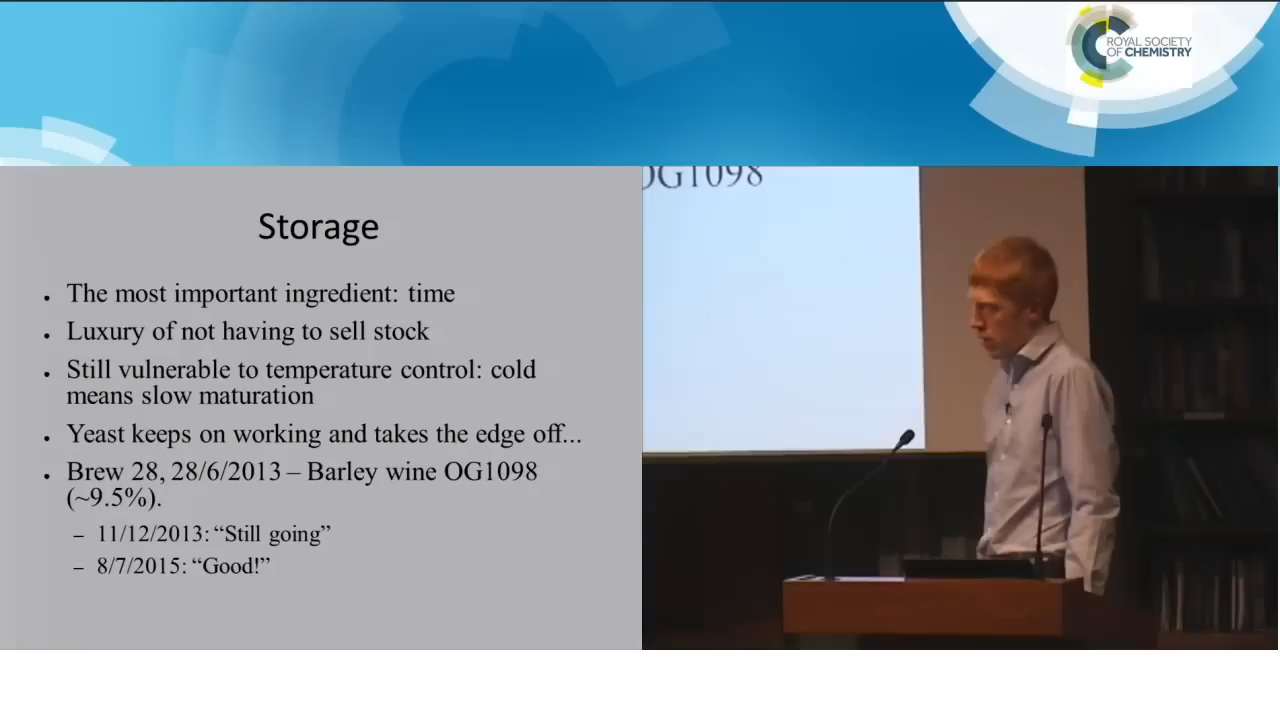 ROYAL SOCIETY
OF CHEMISTRY
OG1098
Storage
• The most important ingredient: time
• Luxury of not having to sell stock
• Still vulnerable to temperature control: cold
means slow maturation
• Yeast keeps on working and takes the edge off...
• Brew 28, 28/6/2013 – Barley wine OG1098
(~9.5%).
– 11/12/2013: “Still going”
– 8/7/2015: “Good!”